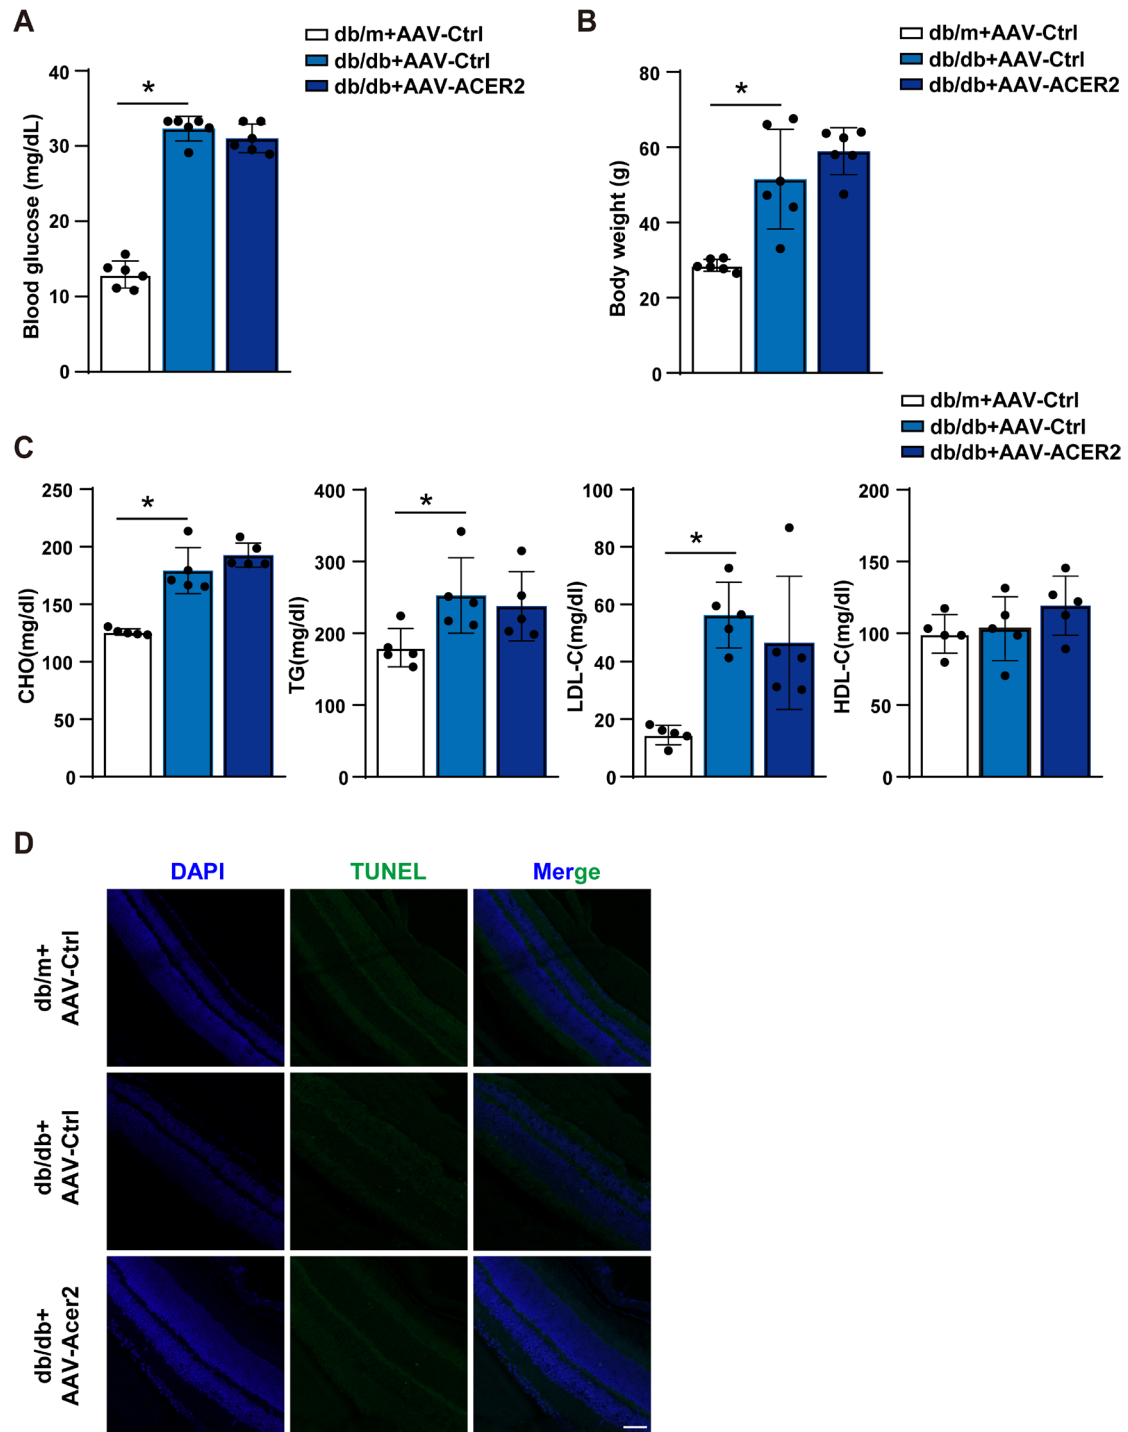 A
db/m+AAV-Ctrl
db/db+AAV-Ctrl
db/db+AAV-ACER2
Blood glucose (mg/dL)
40
30
20
10
0
*
B
db/m+AAV-Ctrl
db/db+AAV-Ctrl
db/db+AAV-ACER2
Body weight (g)
80
60
40
20
0
*
C
db/m+AAV-Ctrl
db/db+AAV-Ctrl
db/db+AAV-ACER2
CHO(mg/dl)
250
200
150
100
50
0
*
TG(mg/dl)
400
300
200
100
0
*
LDL-C(mg/dl)
100
80
60
40
20
0
*
HDL-C(mg/dl)
200
150
100
50
0
D
DAPI
TUNEL
Merge
db/m+
AAV-Ctrl
db/db+
AAV-Ctrl
db/db+
AAV-Acer2